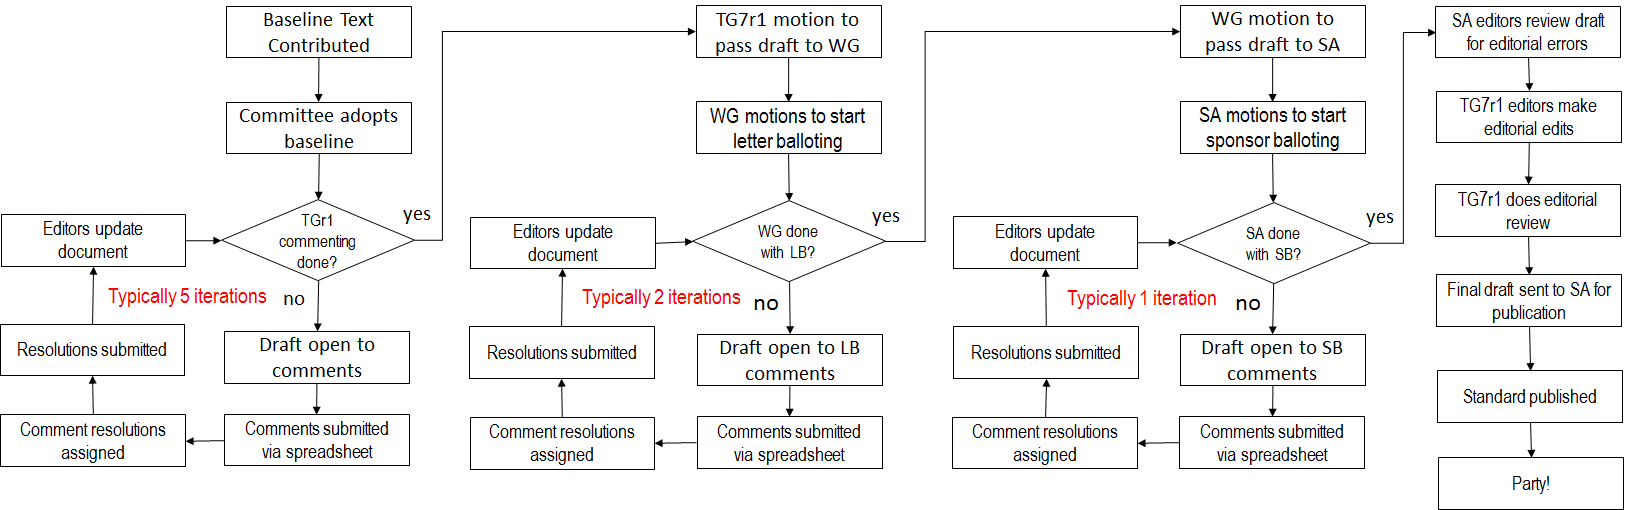 Baseline Text
Contributed
Committee adopts
baseline
TGr1
commenting
done?
yes
no
Typically 5 iterations
Editors update
document
Resolutions submitted
Comment resolutions
assigned
Draft open to
comments
Comments submitted
via spreadsheet
TG7r1 motion to
pass draft to WG
WG motions to start
letter balloting
WG done
with LB?
yes
no
Typically 2 iterations
Editors update
document
Resolutions submitted
Comment resolutions
assigned
Draft open to LB
comments
Comments submitted
via spreadsheet
WG motion to
pass draft to SA
SA motions to start
sponsor balloting
SA done
with SB?
yes
no
Typically 1 iteration
Editors update
document
Resolutions submitted
Comment resolutions
assigned
Draft open to SB
comments
Comments submitted
via spreadsheet
SA editors review draft
for editorial errors
TG7r1 editors make
editorial edits
TG7r1 does editorial
review
Final draft sent to SA for
publication
Standard published
Party!